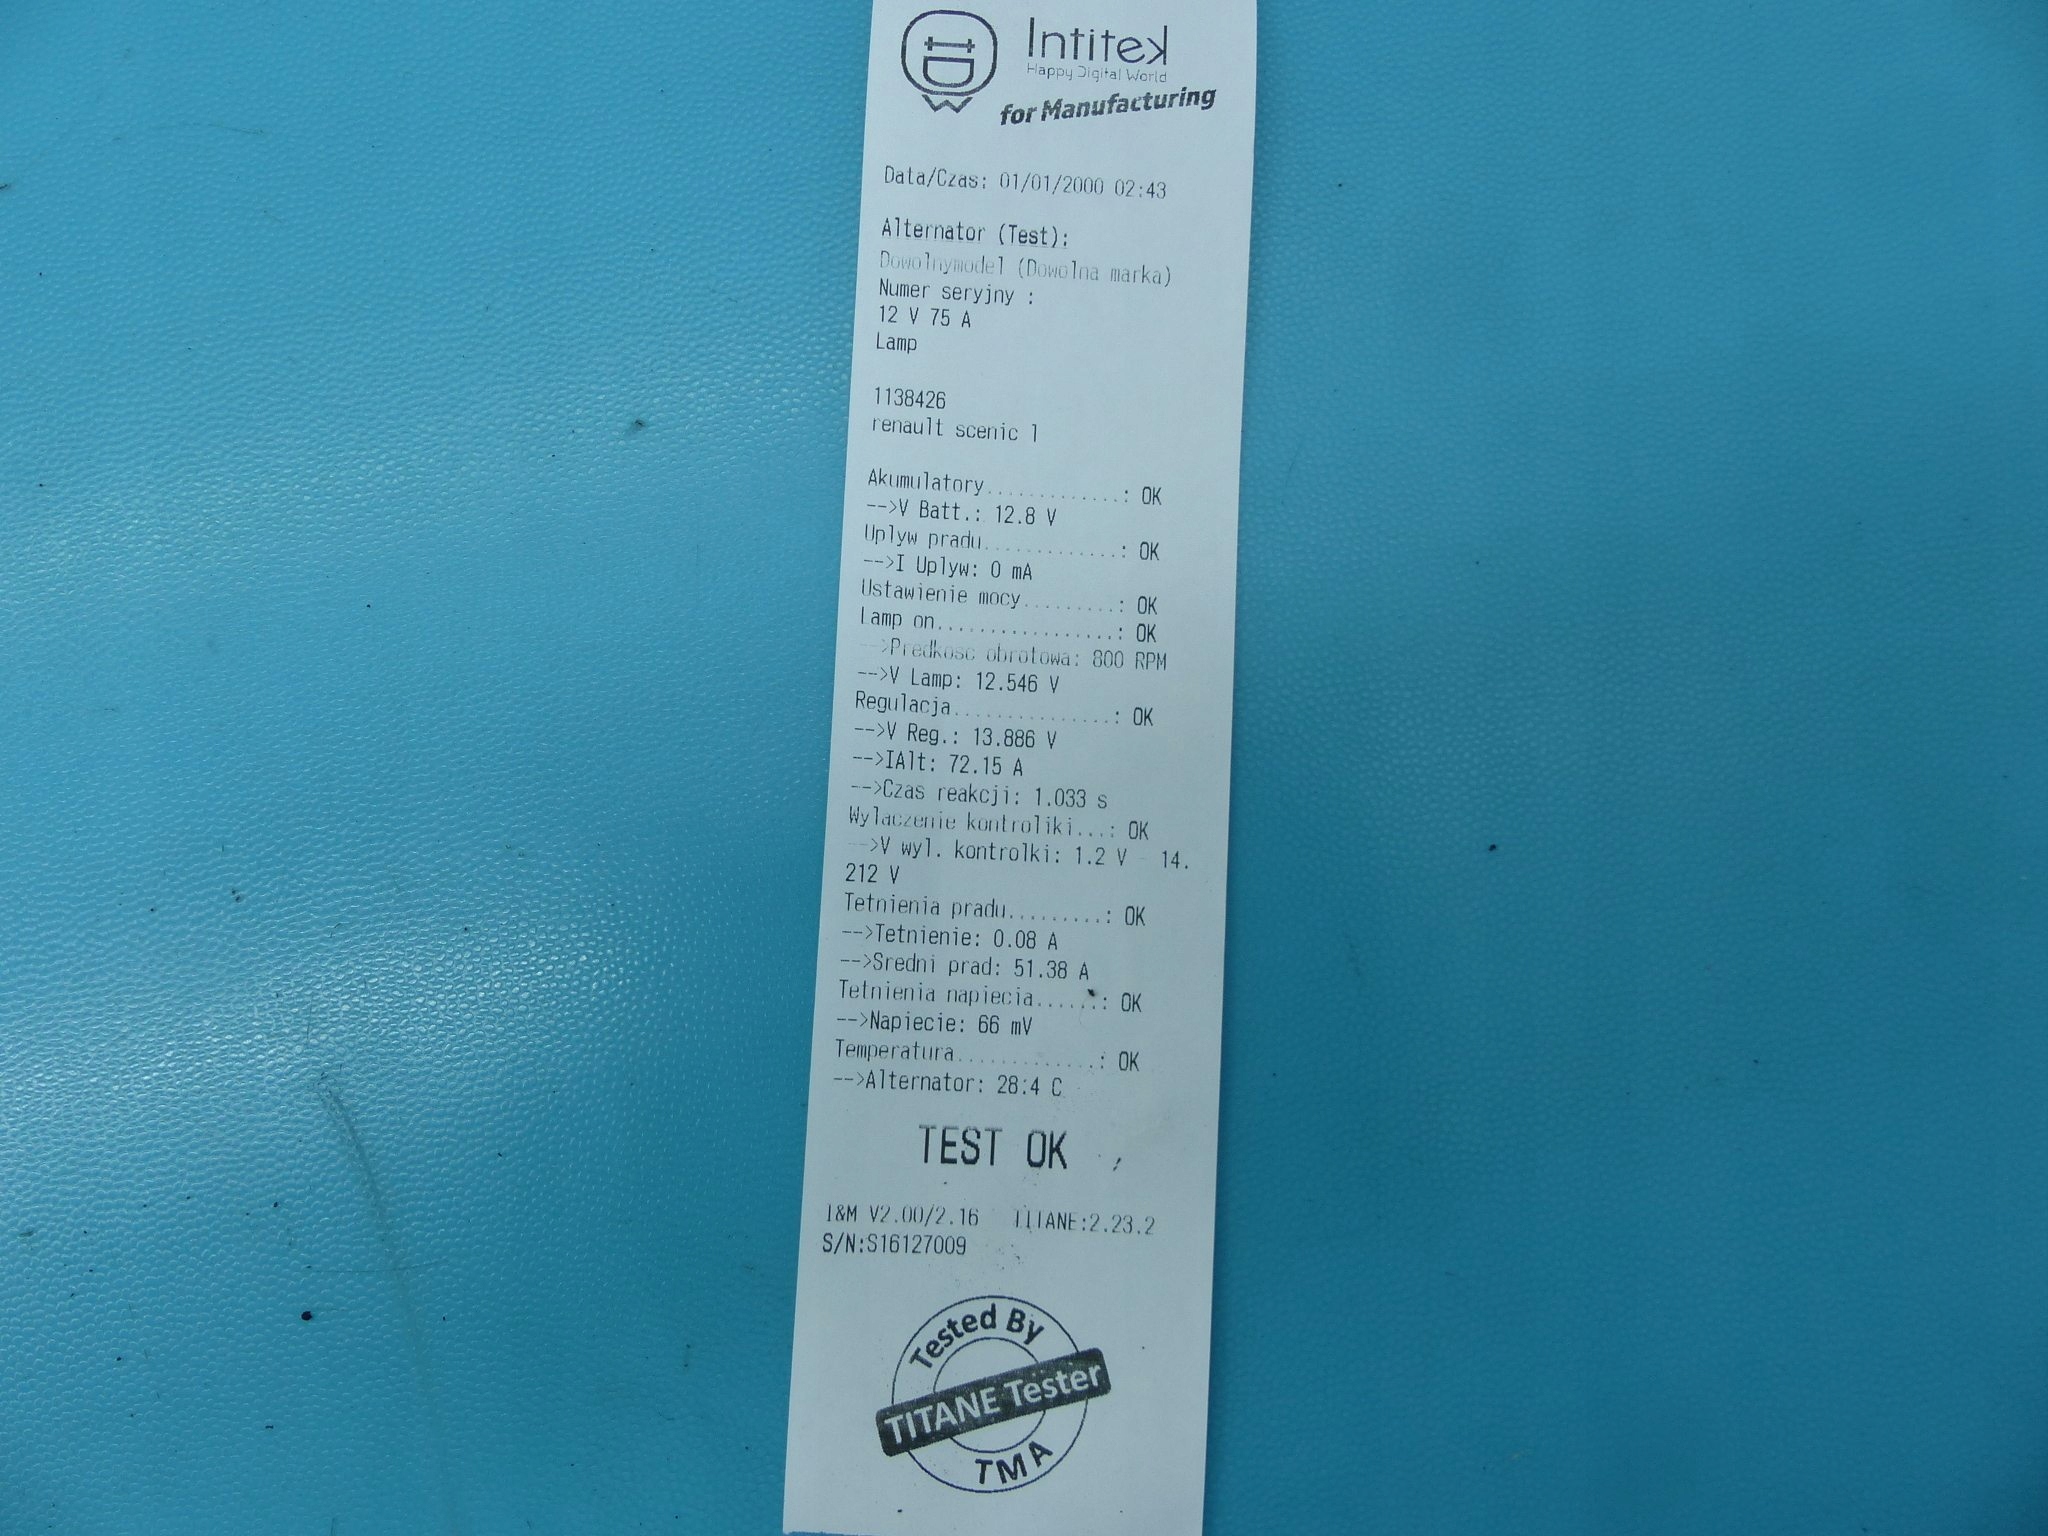 Intitek
Happy Digital World
for Manufacturing
Data/Czas: 01/01/2000 02:43
Alternator (Test):
Dowolnymodel (Dowolna marka)
Numer seryjny :
12 V 75 A
Lamp
1138426
renault scenic 1
Akumulatory.............: OK
-->V Batt.: 12.8 V
Uplyw pradu.............: OK
-->I Uplyw: 0 mA
Ustawienie mocy.........: OK
Lamp on.................: OK
-->Predkosc obrotowa: 800 RPM
-->V Lamp: 12.546 V
Regulacja...............: OK
-->V Reg.: 13.886 V
-->IAlt: 72.15 A
-->Czas reakcji: 1.033 s
Wylaczenie kontroliki...: OK
-->V wyl. kontrolki: 1.2 V - 14.
212 V
Tetnienia pradu.........: OK
-->Tetnienie: 0.08 A
-->Sredni prad: 51.38 A
Tetnienia napiecia......: OK
-->Napiecie: 66 mV
Temperatura.............: OK
-->Alternator: 28.4 C
TEST OK
I&M V2.00/2.16 TITANE:2.23.2
S/N:S16127009
Tested By
TITANE Tester
TMA